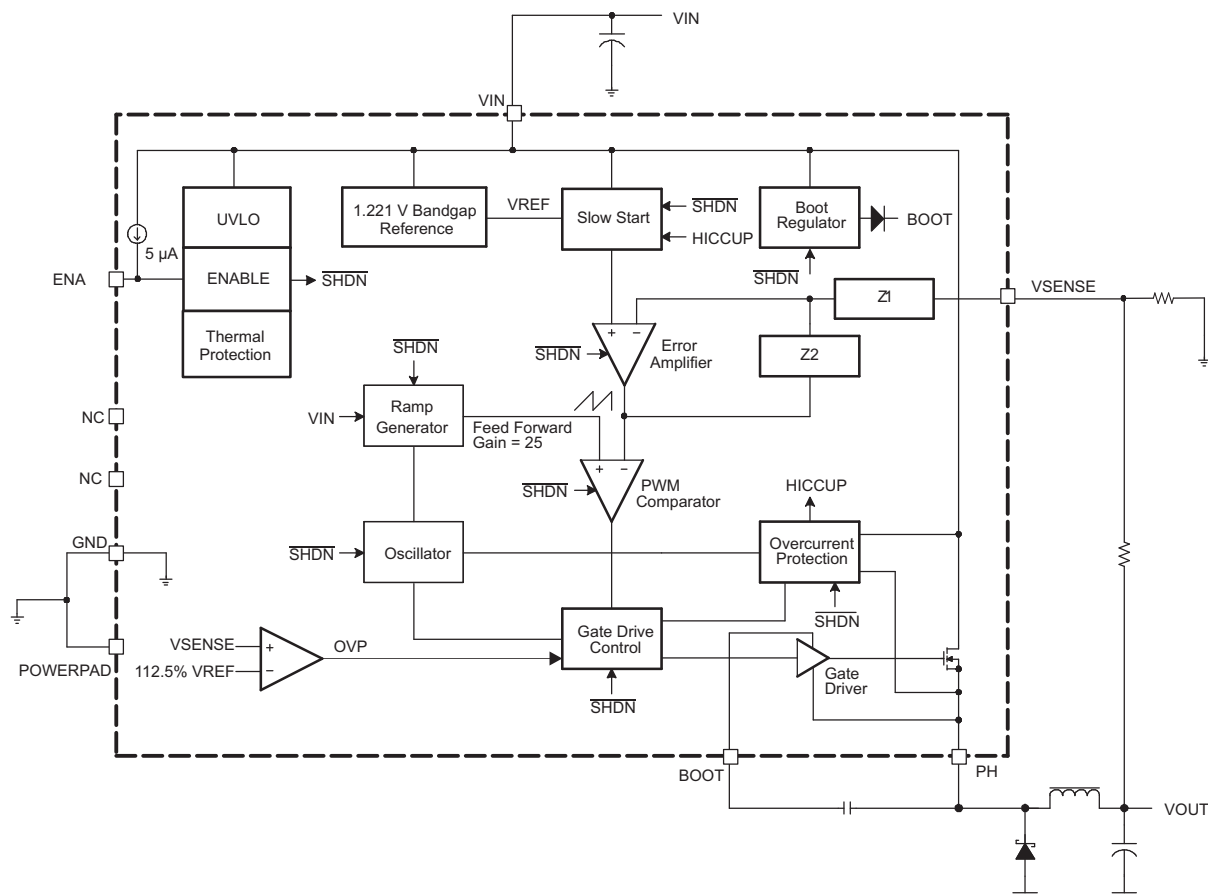 VIN
VIN
UVLO
1.221 V Bandgap
Reference
VREF
Slow Start
SHDN
HICCUP
Boot
Regulator
BOOT
5 µA
ENA
ENABLE
SHDN
SHDN
Z1
VSENSE
Thermal
Protection
SHDN
SHDN
+ −
Error
Amplifier
Z2
VIN
Ramp
Generator
Feed Forward
Gain = 25
NC
NC
+ −
SHDN
PWM
Comparator
HICCUP
GND
SHDN
Oscillator
Overcurrent
Protection
SHDN
VSENSE
+
OVP
Gate Drive
Control
POWERPAD
112.5% VREF
−
SHDN
Gate
Driver
BOOT
PH
VOUT